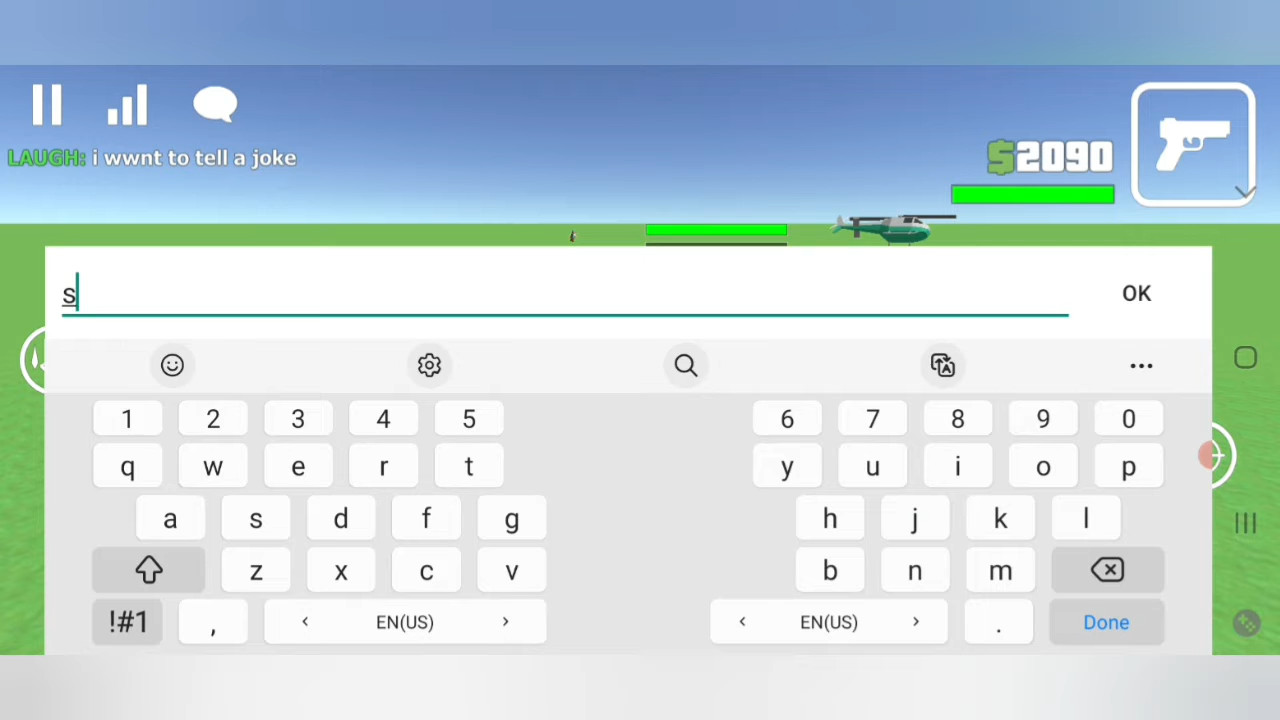 LAUGH: i wwnt to tell a joke
$2090
s
OK
1 2 3 4 5 6 7 8 9 0
q w e r t y u i o p
a s d f g h j k l
z x c v b n m
!#1 , < EN(US) > < EN(US) > . Done